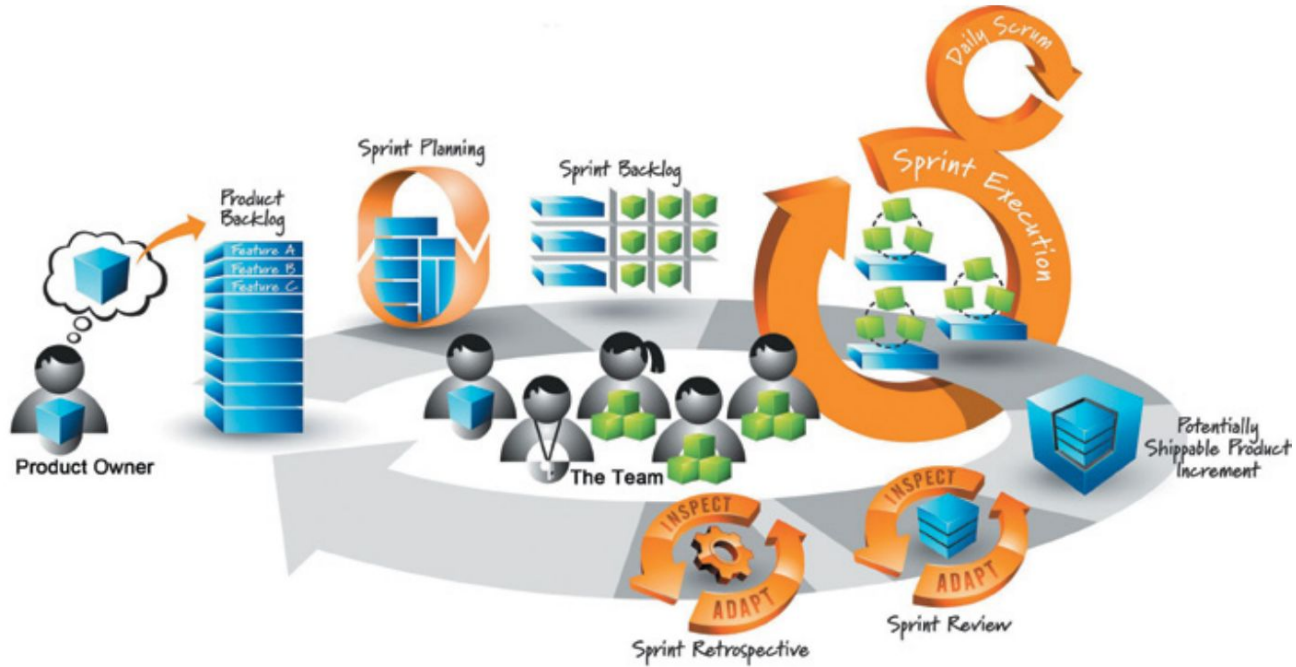 Daily Scrum
Sprint Planning
Sprint Backlog
Sprint Execution
Product
Backlog
Feature A
Feature B
Feature C
Product Owner
The Team
Potentially
Shippable Product
Increment
INSPECT
ADAPT
Sprint Review
INSPECT
ADAPT
Sprint Retrospective